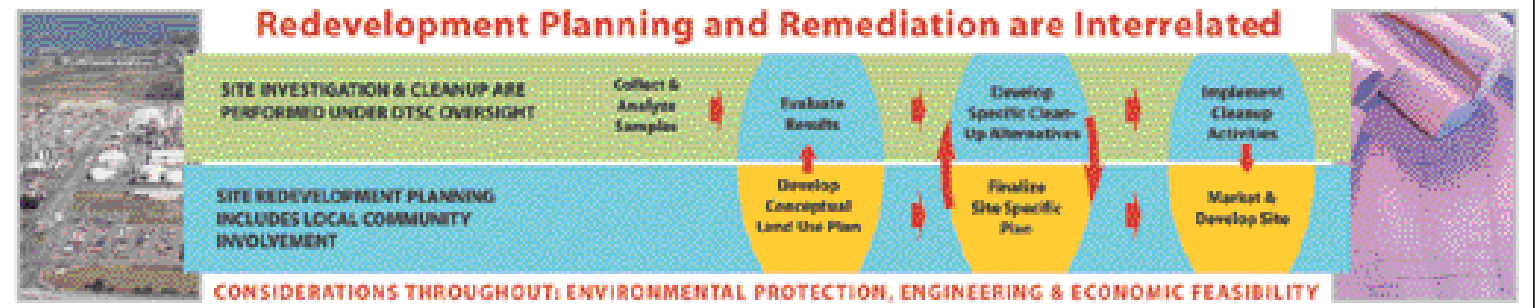 Redevelopment Planning and Remediation are Interrelated
SITE INVESTIGATION & CLEANUP ARE
PERFORMED UNDER DTSC OVERSIGHT
Collect &
Analyze
Samples
Evaluate
Results
Develop
Specific Clean-
Up Alternatives
Implement
Cleanup
Activities
SITE REDEVELOPMENT PLANNING
INCLUDES LOCAL COMMUNITY
INVOLVEMENT
Develop
Conceptual
Land Use Plan
Finalize
Site Specific
Plan
Market &
Develop Site
CONSIDERATIONS THROUGHOUT: ENVIRONMENTAL PROTECTION, ENGINEERING & ECONOMIC FEASIBILITY